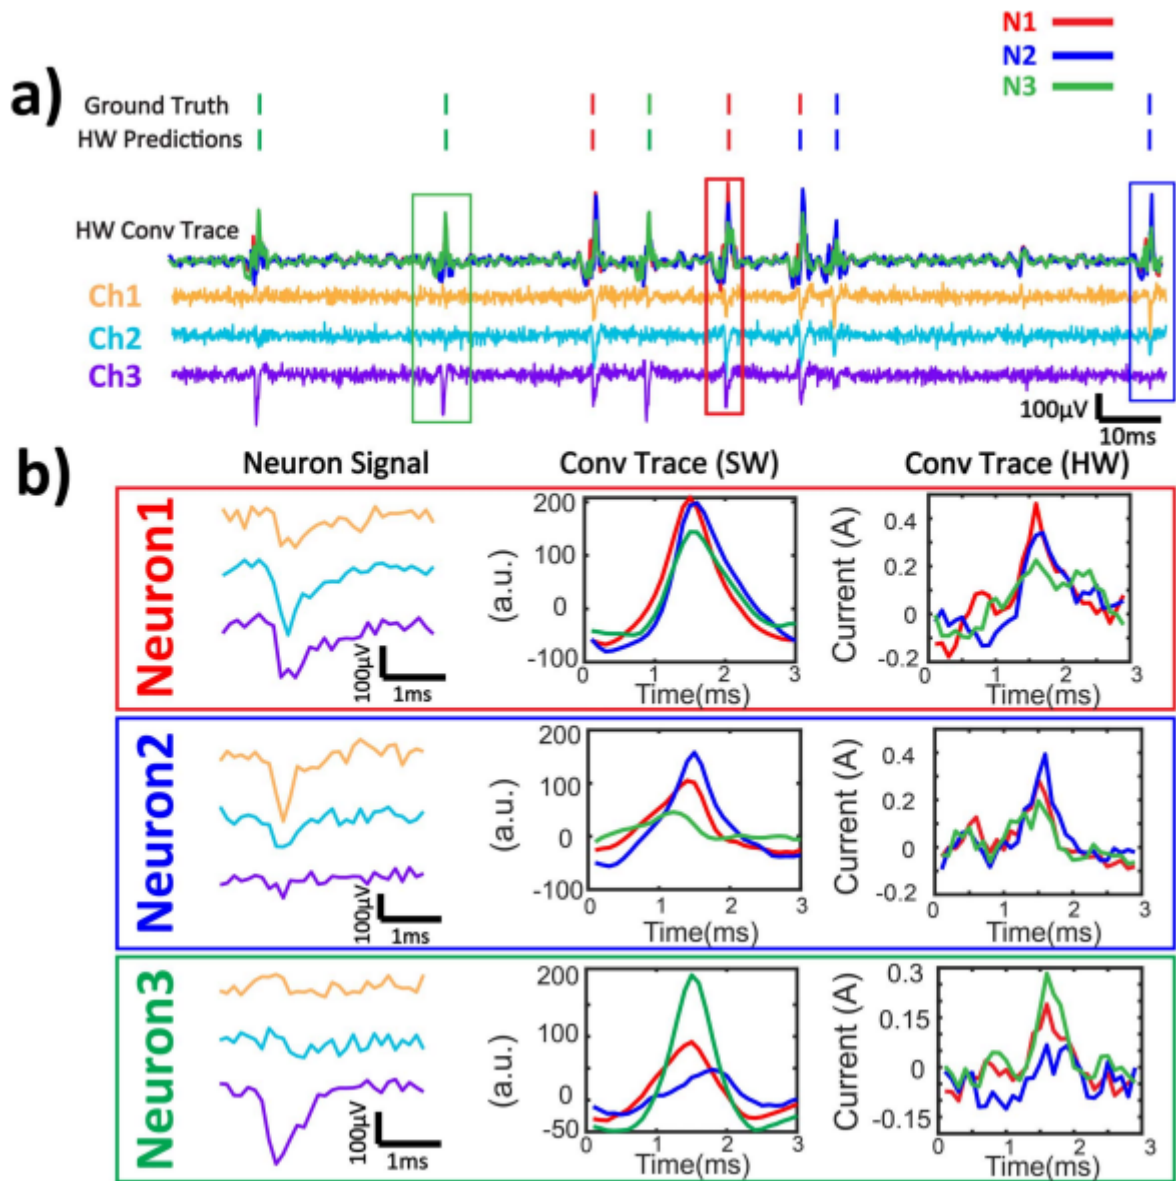 N1
N2
N3
a)
Ground Truth
HW Predictions
HW Conv Trace
Ch1
Ch2
Ch3
100µV
10ms
b)
Neuron Signal
Conv Trace (SW)
Conv Trace (HW)
Neuron1
100µV
1ms
(a.u.)
200
100
0
-100
0
1
2
3
Time(ms)
Current (A)
0.4
0.2
0
-0.2
0
1
2
3
Time(ms)
Neuron2
100µV
1ms
(a.u.)
200
100
0
-100
0
1
2
3
Time(ms)
Current (A)
0.4
0.2
0
-0.2
0
1
2
3
Time(ms)
Neuron3
100µV
1ms
(a.u.)
200
100
0
-50
0
1
2
3
Time(ms)
Current (A)
0.3
0.15
0
-0.15
0
1
2
3
Time(ms)